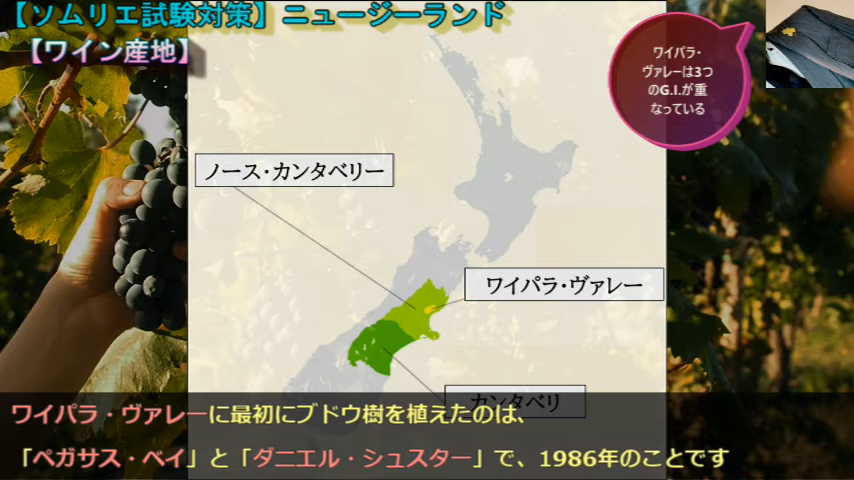 【ソムリエ試験対策】ニュージーランド
【ワイン産地】
ワイパラ・
ヴァレーは3つ
のG.I.が重
なっている
ノース・カンタベリー
ワイパラ・ヴァレー
カンタベリ
ワイパラ・ヴァレーに最初にブドウ樹を植えたのは、
「ペガサス・ベイ」と「ダニエル・シュスター」で、1986年のことです